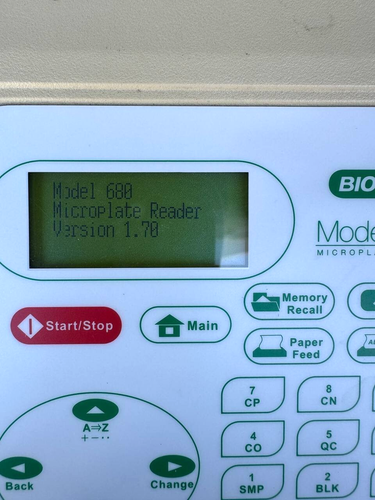 Model 680
Microplate Reader
Version 1.70
BIO
Mode
MICROPLA
Start/Stop
Main
Memory
Recall
Paper
Feed
7
CP
8
CN
4
CO
5
QC
1
SMP
2
BLK
A⇒Z
+−··
Back
Change